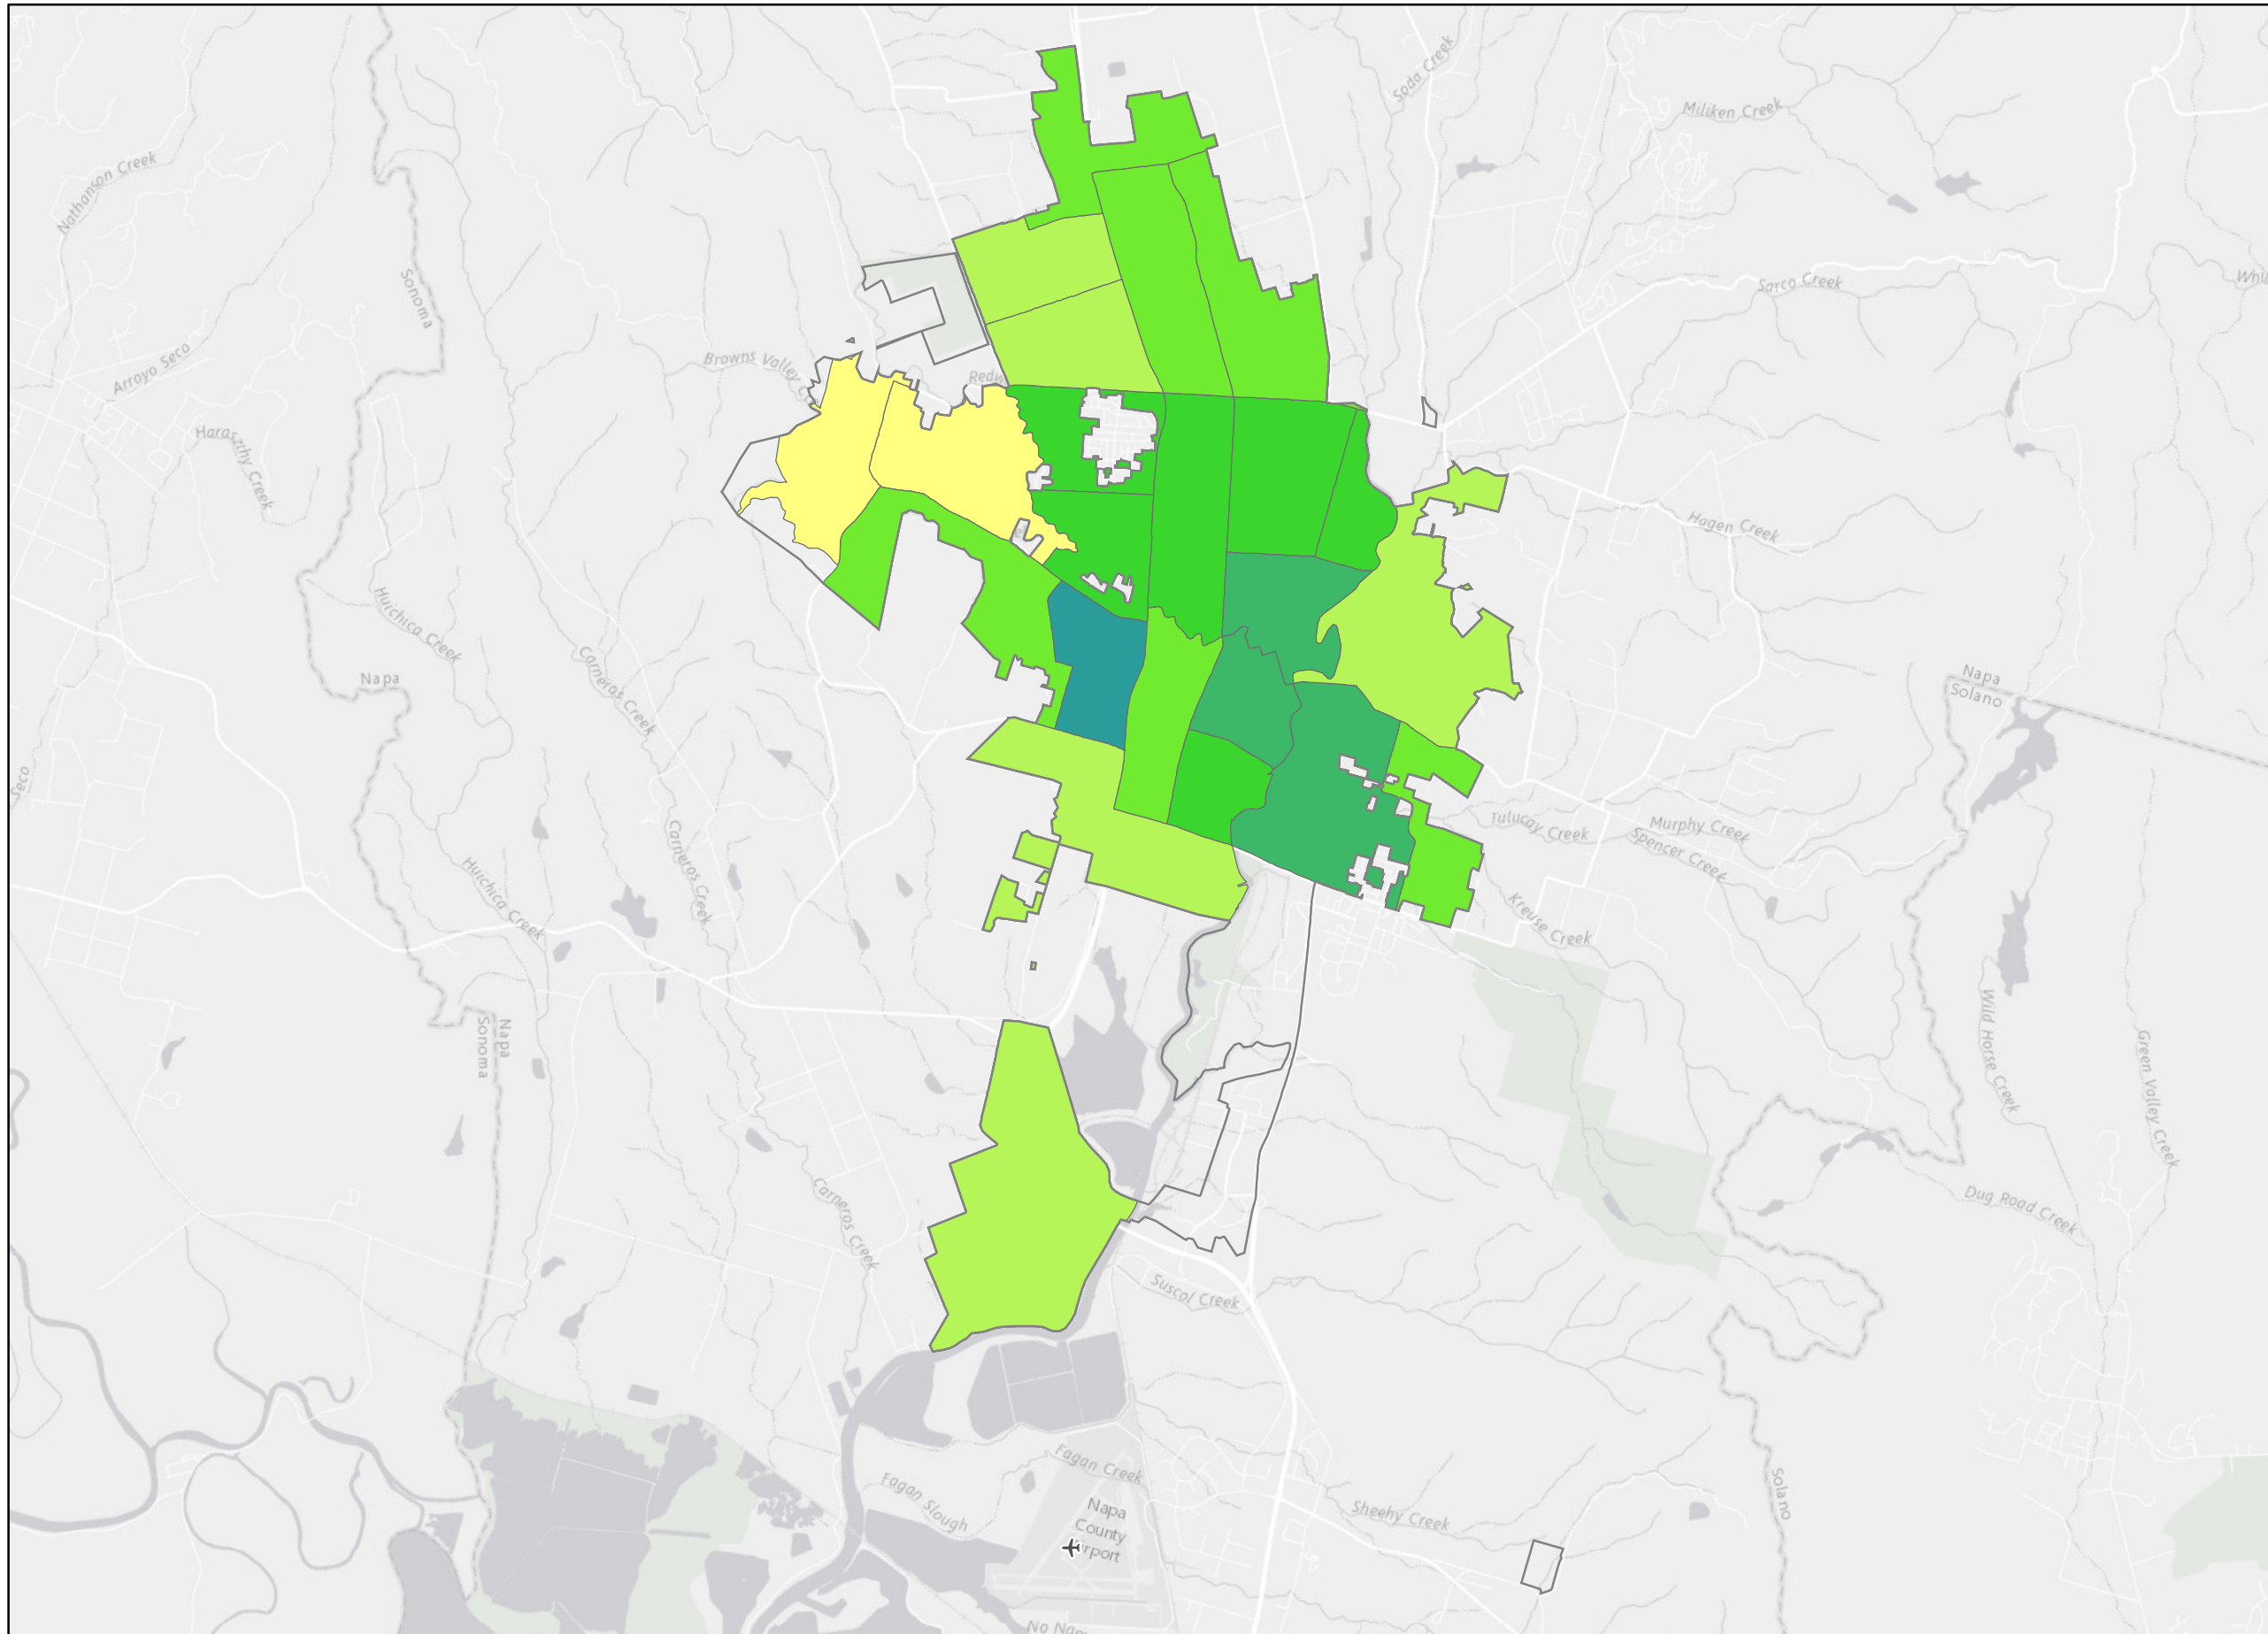 Soda Creek
Miliken Creek
Nathanson Creek
Sonoma
Sarco Creek
Arroyo Seco
Browns Valley
Redw
Haraszthy Creek
Hagen Creek
Huichica Creek
Carneros Creek
Napa
Napa
Solano
Seco
Tulucay Creek
Murphy Creek
Spencer Creek
Carneros Creek
Huichica Creek
Kreuse Creek
Napa
Sonoma
Wild Horse Creek
Green Valley Creek
Carneros Creek
Dug Road Creek
Suscol Creek
Fagan Creek
Fagan Slough
Napa
County
Airport
Sheehy Creek
Solano